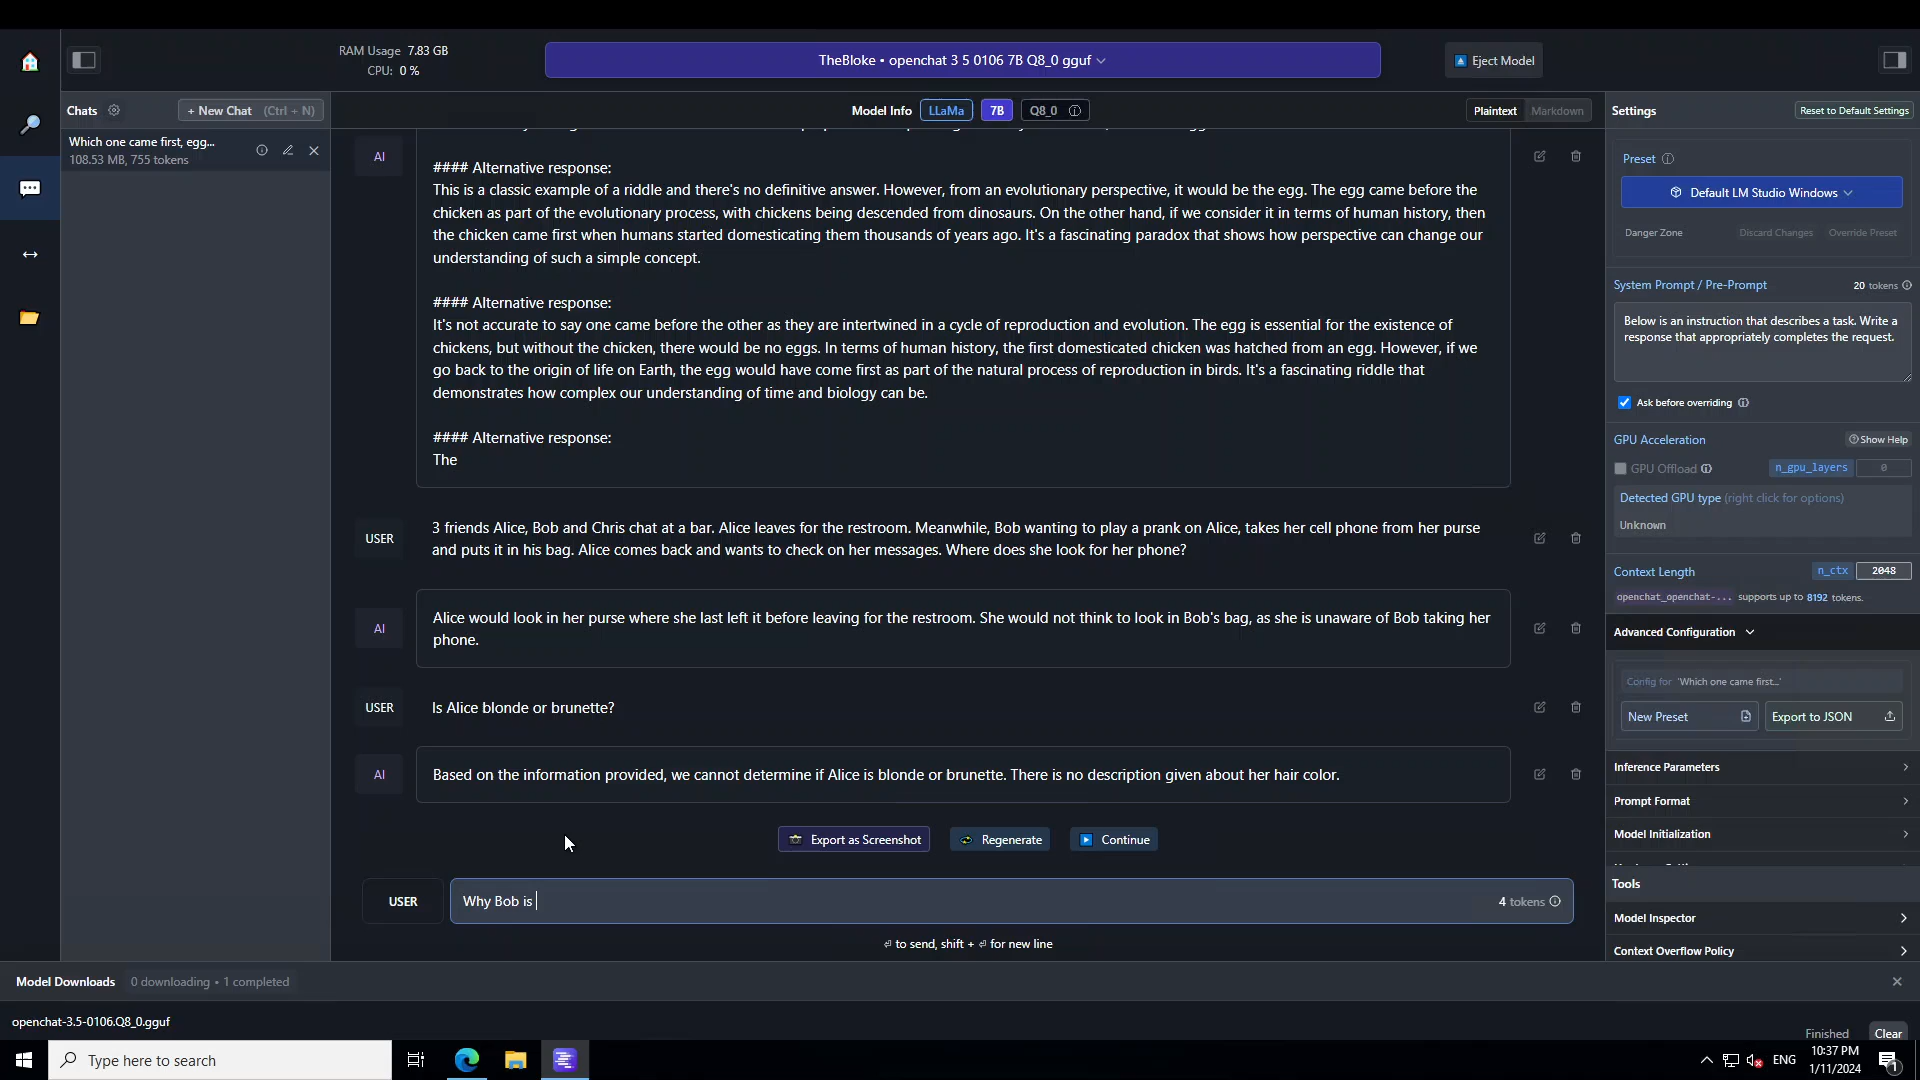 RAM Usage 7.83 GB
CPU: 0 %
TheBloke • openchat 3 5 0106 7B Q8_0 gguf
Eject Model
Chats
+ New Chat (Ctrl + N)
Model Info LLaMa 7B Q8_0
Plaintext Markdown
Settings
Reset to Default Settings
Which one came first, egg...
108.53 MB, 755 tokens
AI
#### Alternative response:
This is a classic example of a riddle and there's no definitive answer. However, from an evolutionary perspective, it would be the egg. The egg came before the
chicken as part of the evolutionary process, with chickens being descended from dinosaurs. On the other hand, if we consider it in terms of human history, then
the chicken came first when humans started domesticating them thousands of years ago. It's a fascinating paradox that shows how perspective can change our
understanding of such a simple concept.
#### Alternative response:
It's not accurate to say one came before the other as they are intertwined in a cycle of reproduction and evolution. The egg is essential for the existence of
chickens, but without the chicken, there would be no eggs. In terms of human history, the first domesticated chicken was hatched from an egg. However, if we
go back to the origin of life on Earth, the egg would have come first as part of the natural process of reproduction in birds. It's a fascinating riddle that
demonstrates how complex our understanding of time and biology can be.
#### Alternative response:
The
USER
3 friends Alice, Bob and Chris chat at a bar. Alice leaves for the restroom. Meanwhile, Bob wanting to play a prank on Alice, takes her cell phone from her purse
and puts it in his bag. Alice comes back and wants to check on her messages. Where does she look for her phone?
AI
Alice would look in her purse where she last left it before leaving for the restroom. She would not think to look in Bob's bag, as she is unaware of Bob taking her
phone.
USER
Is Alice blonde or brunette?
AI
Based on the information provided, we cannot determine if Alice is blonde or brunette. There is no description given about her hair color.
Export as Screenshot
Regenerate
Continue
USER
Why Bob is
4 tokens
⏎ to send, shift + ⏎ for new line
Preset
Default LM Studio Windows
Danger Zone
Discard Changes
Override Preset
System Prompt / Pre-Prompt
20 tokens
Below is an instruction that describes a task. Write a
response that appropriately completes the request.
Ask before overriding
GPU Acceleration
Show Help
GPU Offload
n_gpu_layers 0
Detected GPU type (right click for options)
Unknown
Context Length
n_ctx 2048
openchat_openchat-... supports up to 8192 tokens.
Advanced Configuration
Config for 'Which one came first...'
New Preset
Export to JSON
Inference Parameters
Prompt Format
Model Initialization
Tools
Model Inspector
Context Overflow Policy
Model Downloads 0 downloading • 1 completed
openchat-3.5-0106.Q8_0.gguf
Finished
Clear
Type here to search
ENG
10:37 PM
1/11/2024
1